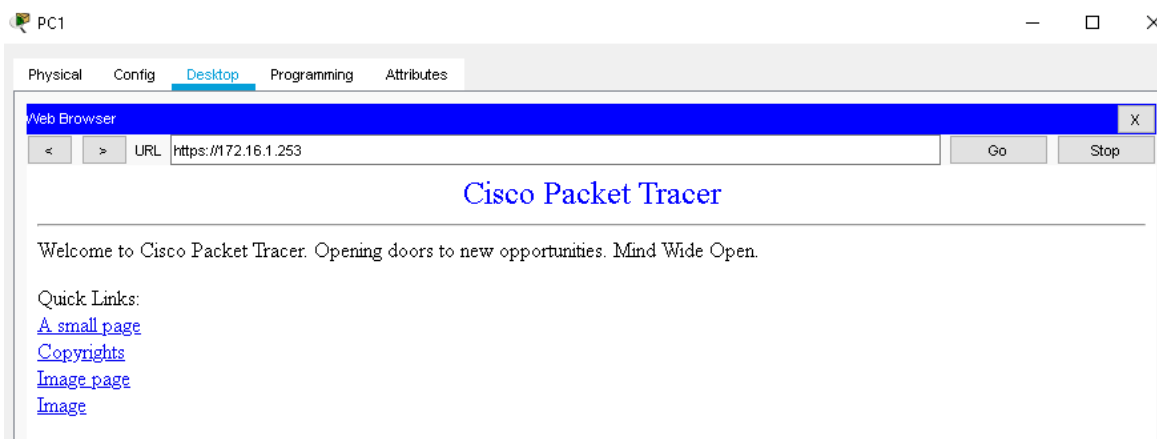 PC1
Physical Config Desktop Programming Attributes
Web Browser X
< > URL https://172.16.1.253 Go Stop
Cisco Packet Tracer
Welcome to Cisco Packet Tracer. Opening doors to new opportunities. Mind Wide Open.
Quick Links:
A small page
Copyrights
Image page
Image